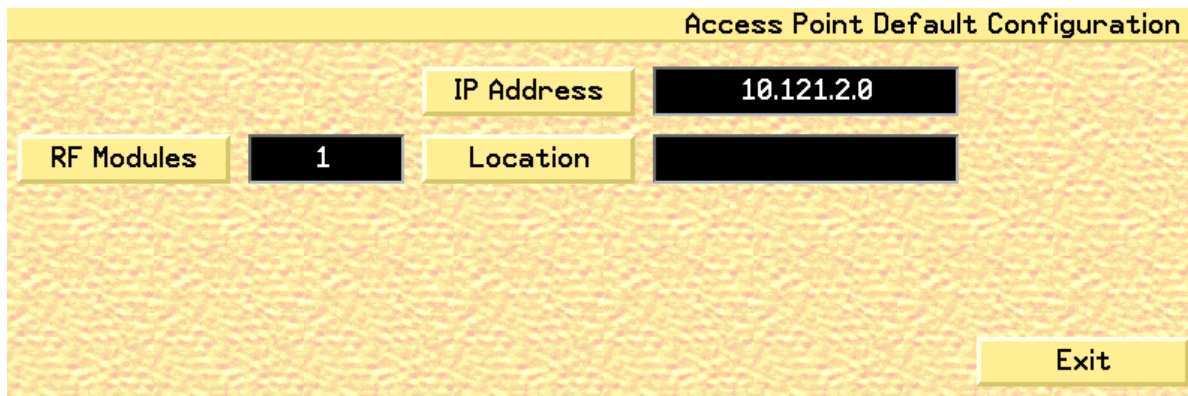 Access Point Default Configuration
IP Address 10.121.2.0
RF Modules 1 Location
Exit